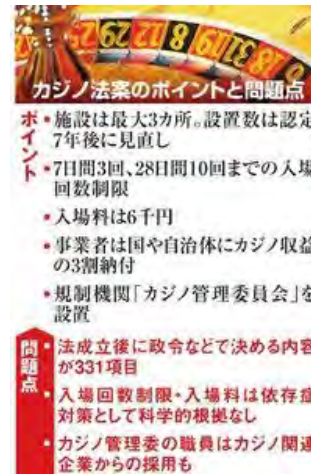 カジノ法案のポイントと問題点
ポイント
・施設は最大3カ所。設置数は認定
7年後に見直し
・7日間3回、28日間10回までの入場
回数制限
・入場料は6千円
・事業者は国や自治体にカジノ収益
の3割納付
・規制機関「カジノ管理委員会」を
設置
問題点
・法成立後に政令などで決める内容
が331項目
・入場回数制限・入場料は依存症
対策として科学的根拠なし
・カジノ管理委の職員はカジノ関連
企業からの採用も